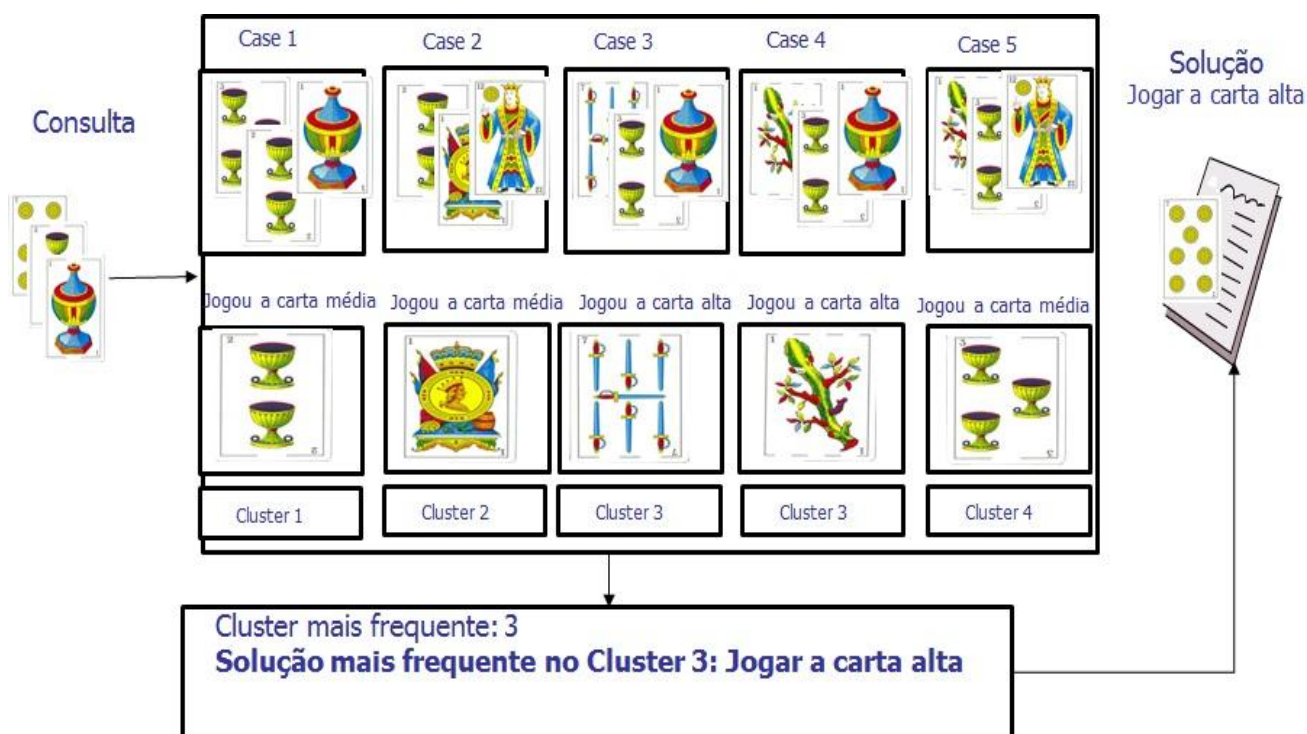 Consulta
Case 1
Case 2
Case 3
Case 4
Case 5
Solução
Jogar a carta alta
Jogou a carta média
Jogou a carta média
Jogou a carta alta
Jogou a carta alta
Jogou a carta média
Cluster 1
Cluster 2
Cluster 3
Cluster 3
Cluster 4
Cluster mais frequente: 3
Solução mais frequente no Cluster 3: Jogar a carta alta